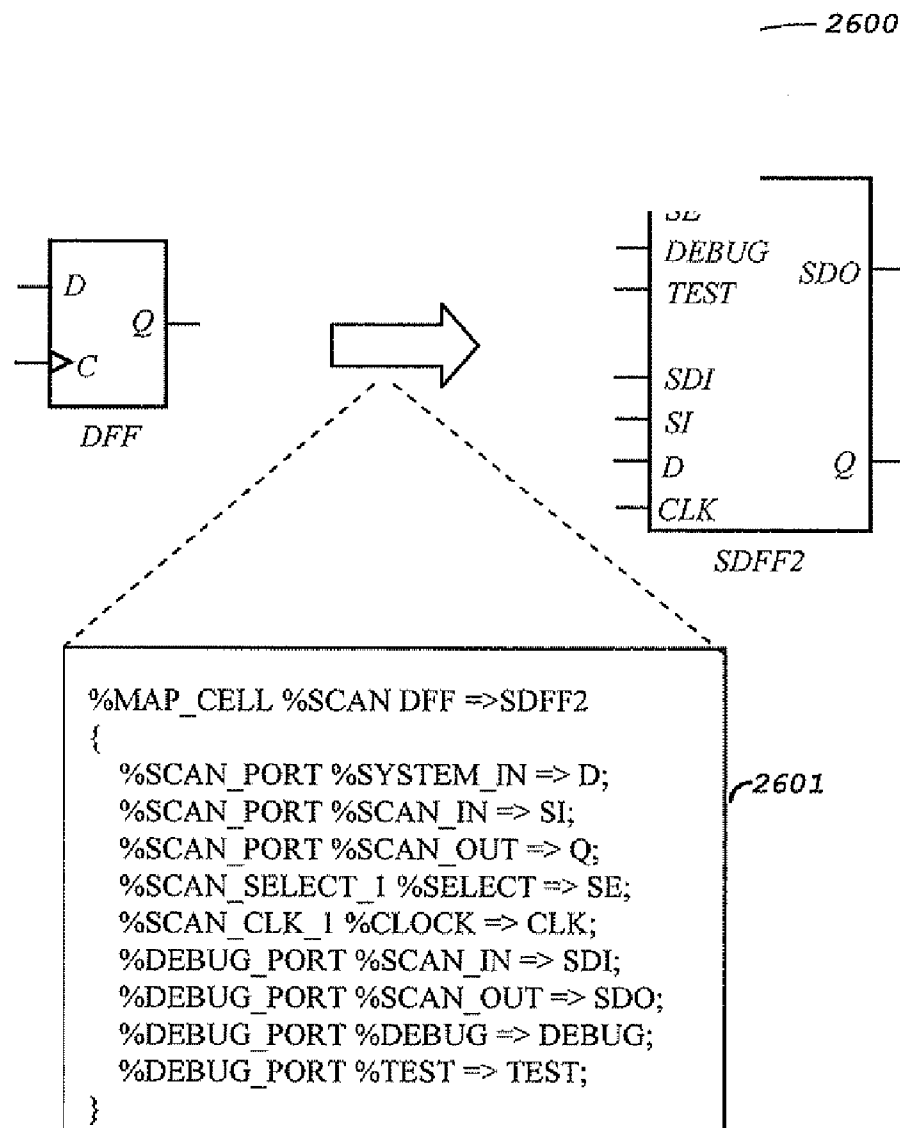 2600
DEBUG
TEST
SDO
SDI
SI
D
Q
CLK
SDFF2
D
Q
C
DFF
%MAP_CELL %SCAN DFF =>SDFF2
{
%SCAN_PORT %SYSTEM_IN => D;
%SCAN_PORT %SCAN_IN => SI;
%SCAN_PORT %SCAN_OUT => Q;
%SCAN_SELECT_1 %SELECT => SE;
%SCAN_CLK_1 %CLOCK => CLK;
%DEBUG_PORT %SCAN_IN => SDI;
%DEBUG_PORT %SCAN_OUT => SDO;
%DEBUG_PORT %DEBUG => DEBUG;
%DEBUG_PORT %TEST => TEST;
}
2601